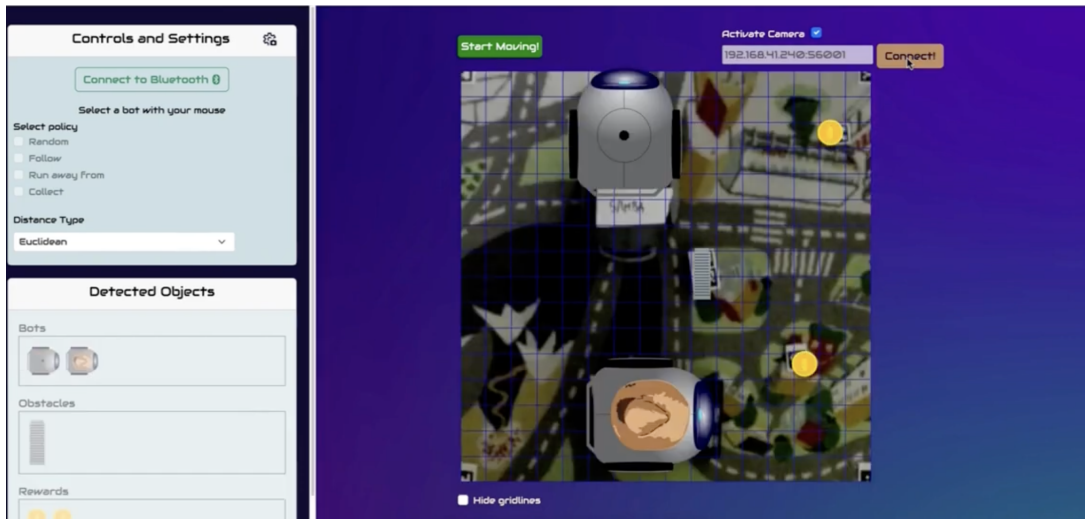 Controls and Settings
Connect to Bluetooth
Select a bot with your mouse
Select policy
Random
Follow
Run away from
Collect
Distance Type
Euclidean
Detected Objects
Bots
Obstacles
Rewards
Start Moving!
Activate Camera
192.168.41.240:56001
Connect!
SAMBA
Hide gridlines